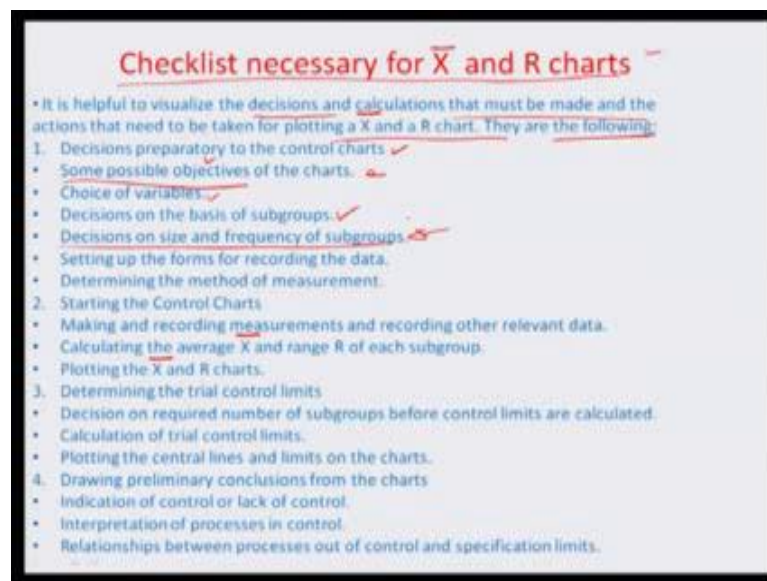 Checklist necessary for X̅ and R charts
• It is helpful to visualize the decisions and calculations that must be made and the
actions that need to be taken for plotting a X and a R chart. They are the following:
1. Decisions preparatory to the control charts
• Some possible objectives of the charts.
• Choice of variables.
• Decisions on the basis of subgroups.
• Decisions on size and frequency of subgroups.
• Setting up the forms for recording the data.
• Determining the method of measurement.
2. Starting the Control Charts
• Making and recording measurements and recording other relevant data.
• Calculating the average X̅ and range R of each subgroup.
• Plotting the X̅ and R charts.
3. Determining the trial control limits
• Decision on required number of subgroups before control limits are calculated.
• Calculation of trial control limits.
• Plotting the central lines and limits on the charts.
4. Drawing preliminary conclusions from the charts
• Indication of control or lack of control.
• Interpretation of processes in control.
• Relationships between processes out of control and specification limits.